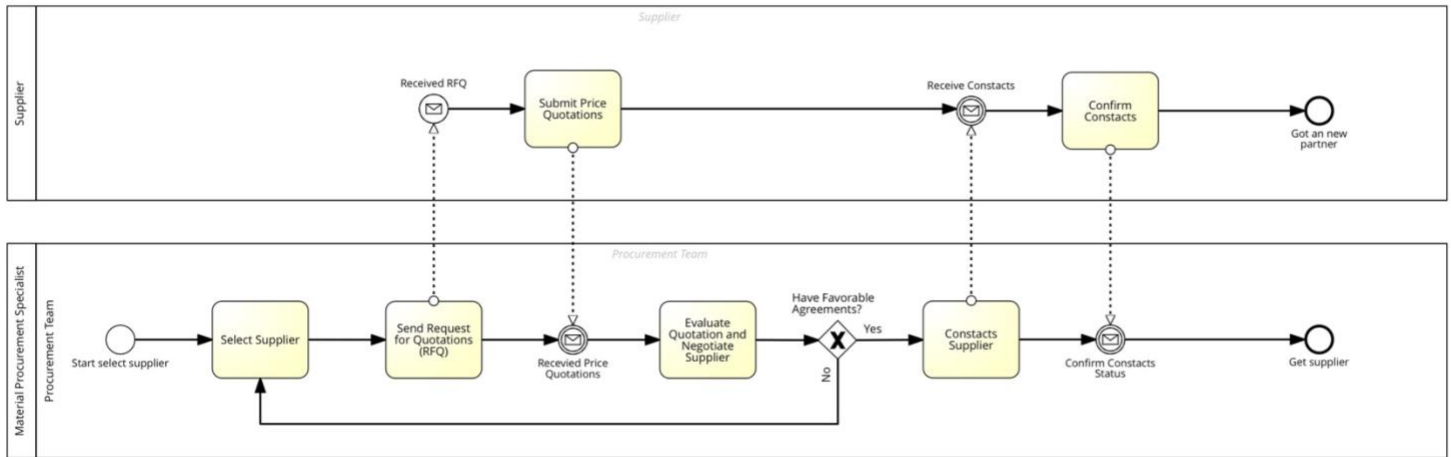 Supplier
Supplier
Received RFQ
Submit Price
Quotations
Receive Constacts
Confirm
Constacts
Got an new
partner
Material Procurement Specialist
Procurement Team
Procurement Team
Start select supplier
Select Supplier
Send Request
for Quotations
(RFQ)
Recevied Price
Quotations
Evaluate
Quotation and
Negotiate
Supplier
Have Favorable
Agreements?
Yes
No
Constacts
Supplier
Confirm Constacts
Status
Get supplier